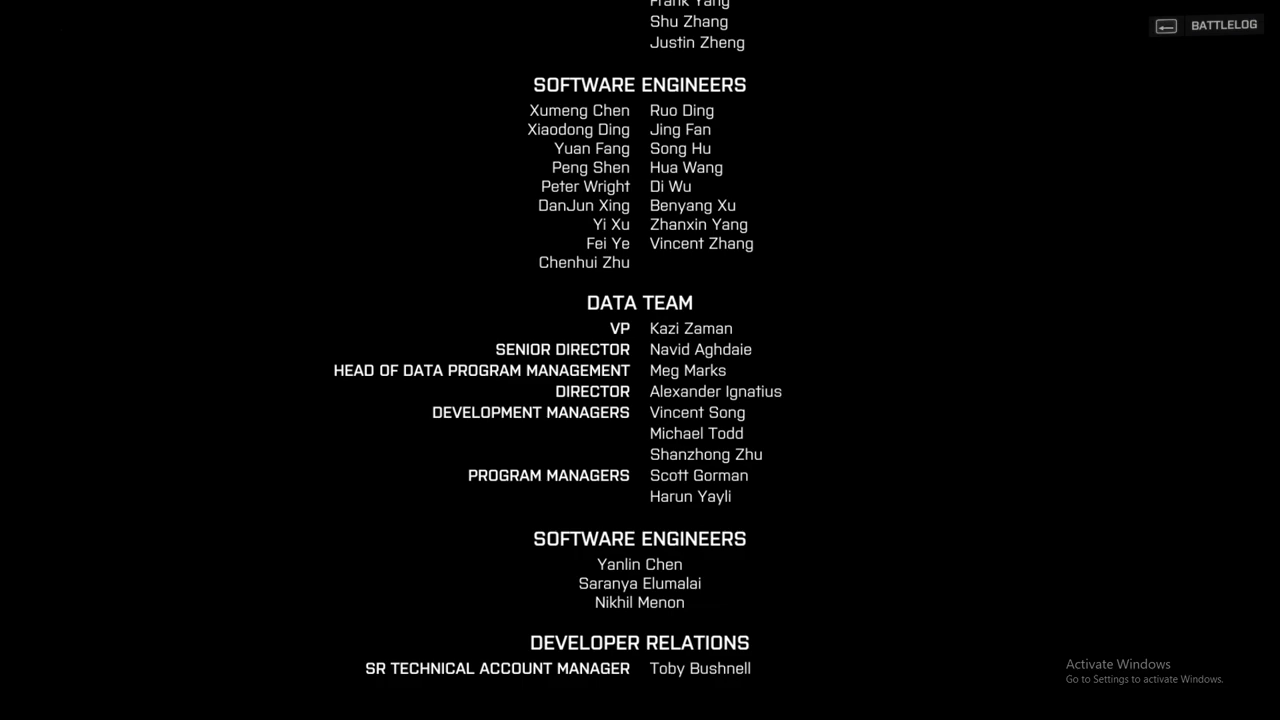 Frank Yang
Shu Zhang
Justin Zheng
BATTLELOG
SOFTWARE ENGINEERS
Xumeng Chen Ruo Ding
Xiaodong Ding Jing Fan
Yuan Fang Song Hu
Peng Shen Hua Wang
Peter Wright Di Wu
DanJun Xing Benyang Xu
Yi Xu Zhanxin Yang
Fei Ye Vincent Zhang
Chenhui Zhu
DATA TEAM
VP Kazi Zaman
SENIOR DIRECTOR Navid Aghdaie
HEAD OF DATA PROGRAM MANAGEMENT Meg Marks
DIRECTOR Alexander Ignatius
DEVELOPMENT MANAGERS Vincent Song
Michael Todd
Shanzhong Zhu
PROGRAM MANAGERS Scott Gorman
Harun Yayli
SOFTWARE ENGINEERS
Yanlin Chen
Saranya Elumalai
Nikhil Menon
DEVELOPER RELATIONS
SR TECHNICAL ACCOUNT MANAGER Toby Bushnell
Activate Windows
Go to Settings to activate Windows.